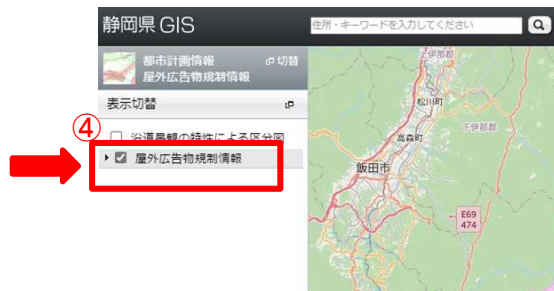 静岡県 GIS
住所・キーワードを入力してください
都市計画情報
切替
屋外広告物規制情報
表示切替
④
沿道景観の特性による区分図
屋外広告物規制情報
上伊那郡
松川町
高森町
下伊那郡
飯田市
E69
474